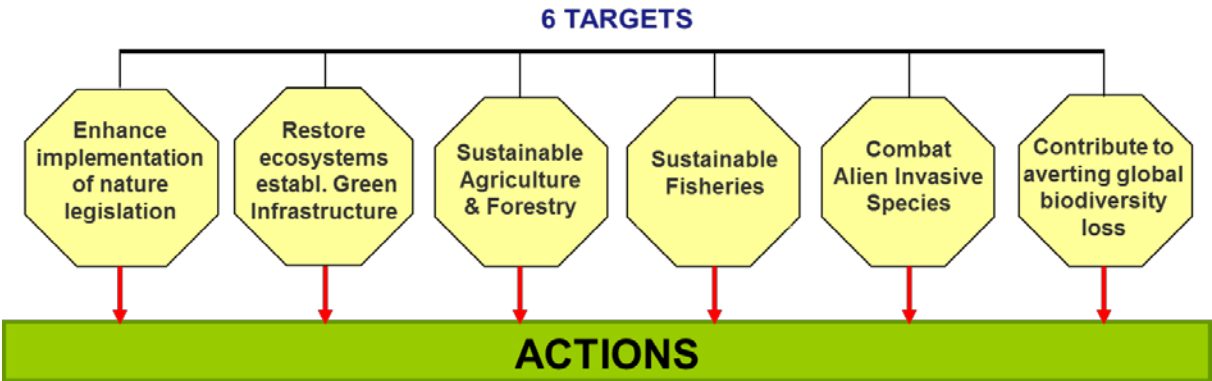 6 TARGETS
Enhance
implementation
of nature
legislation
Restore
ecosystems
establ. Green
Infrastructure
Sustainable
Agriculture
& Forestry
Sustainable
Fisheries
Combat
Alien Invasive
Species
Contribute to
averting global
biodiversity
loss
ACTIONS